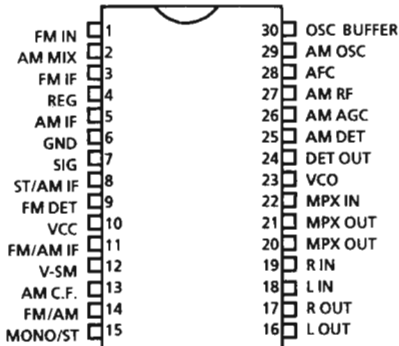 FM IN 1 30 OSC BUFFER
AM MIX 2 29 AM OSC
FM IF 3 28 AFC
REG 4 27 AM RF
AM IF 5 26 AM AGC
GND 6 25 AM DET
SIG 7 24 DET OUT
ST/AM IF 8 23 VCO
FM DET 9 22 MPX IN
VCC 10 21 MPX OUT
FM/AM IF 11 20 MPX OUT
V-SM 12 19 R IN
AM C.F. 13 18 L IN
FM/AM 14 17 R OUT
MONO/ST 15 16 L OUT